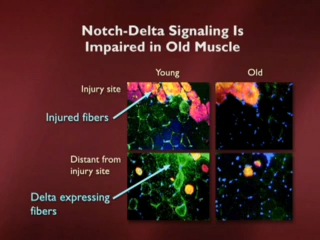 Notch-Delta Signaling Is
Impaired in Old Muscle
Young
Old
Injury site
Injured fibers
Distant from
injury site
Delta expressing
fibers